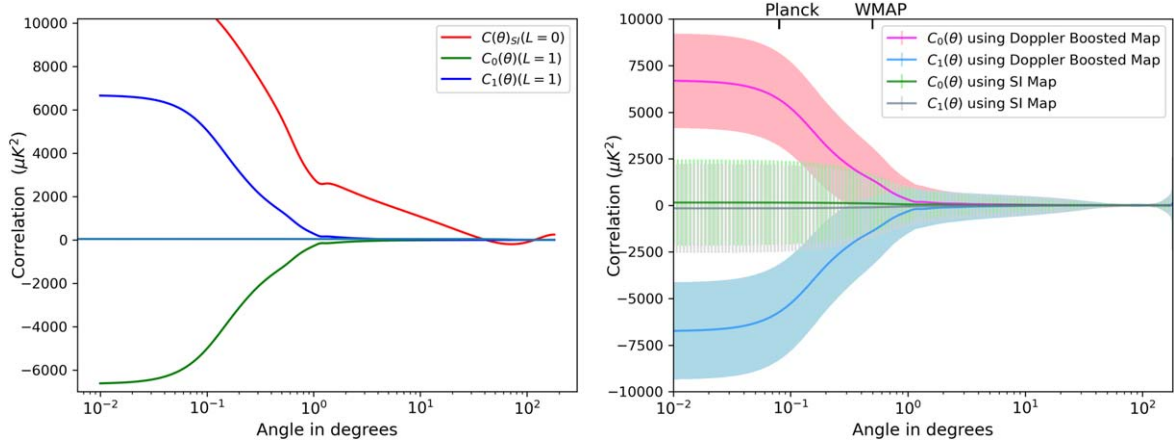 10000
8000
6000
4000
2000
0
−2000
−4000
−6000
Correlation (μK²)
C(θ)_{SI}(L = 0)
C₀(θ)(L = 1)
C₁(θ)(L = 1)
10⁻² 10⁻¹ 10⁰ 10¹ 10²
Angle in degrees
Planck WMAP
10000
7500
5000
2500
0
−2500
−5000
−7500
−10000
Correlation (μK²)
C₀(θ) using Doppler Boosted Map
C₁(θ) using Doppler Boosted Map
C₀(θ) using SI Map
C₁(θ) using SI Map
10⁻² 10⁻¹ 10⁰ 10¹ 10²
Angle in degrees